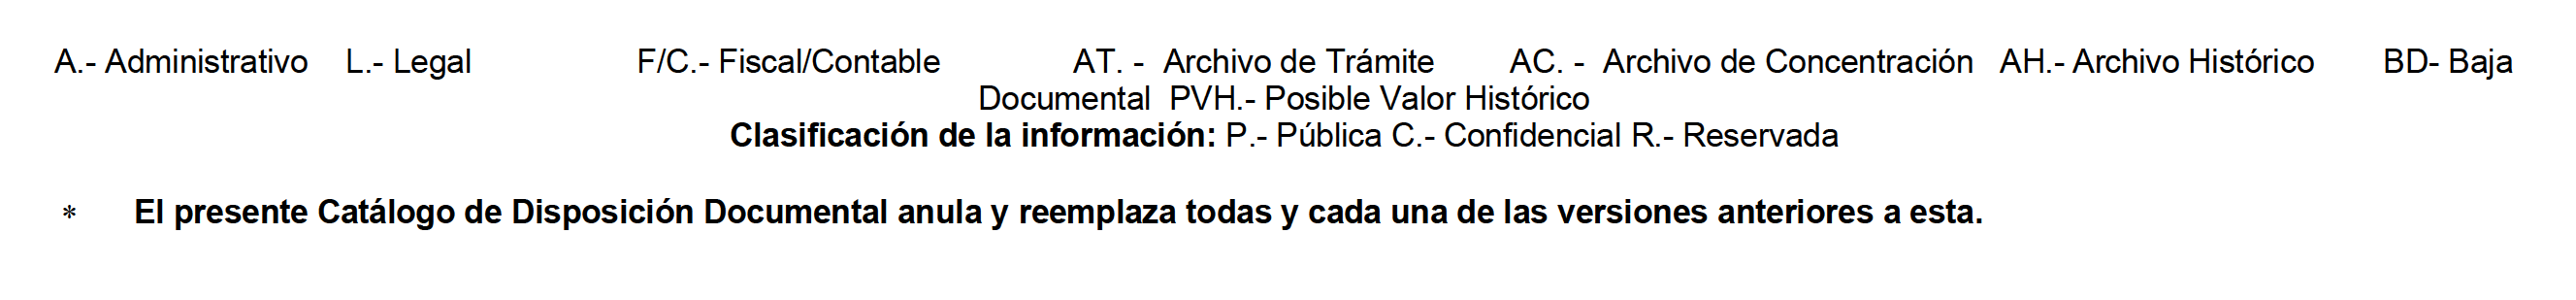 A.- Administrativo L.- Legal F/C.- Fiscal/Contable AT. - Archivo de Trámite AC. - Archivo de Concentración AH.- Archivo Histórico BD- Baja
Documental PVH.- Posible Valor Histórico
Clasificación de la información: P.- Pública C.- Confidencial R.- Reservada
* El presente Catálogo de Disposición Documental anula y reemplaza todas y cada una de las versiones anteriores a esta.